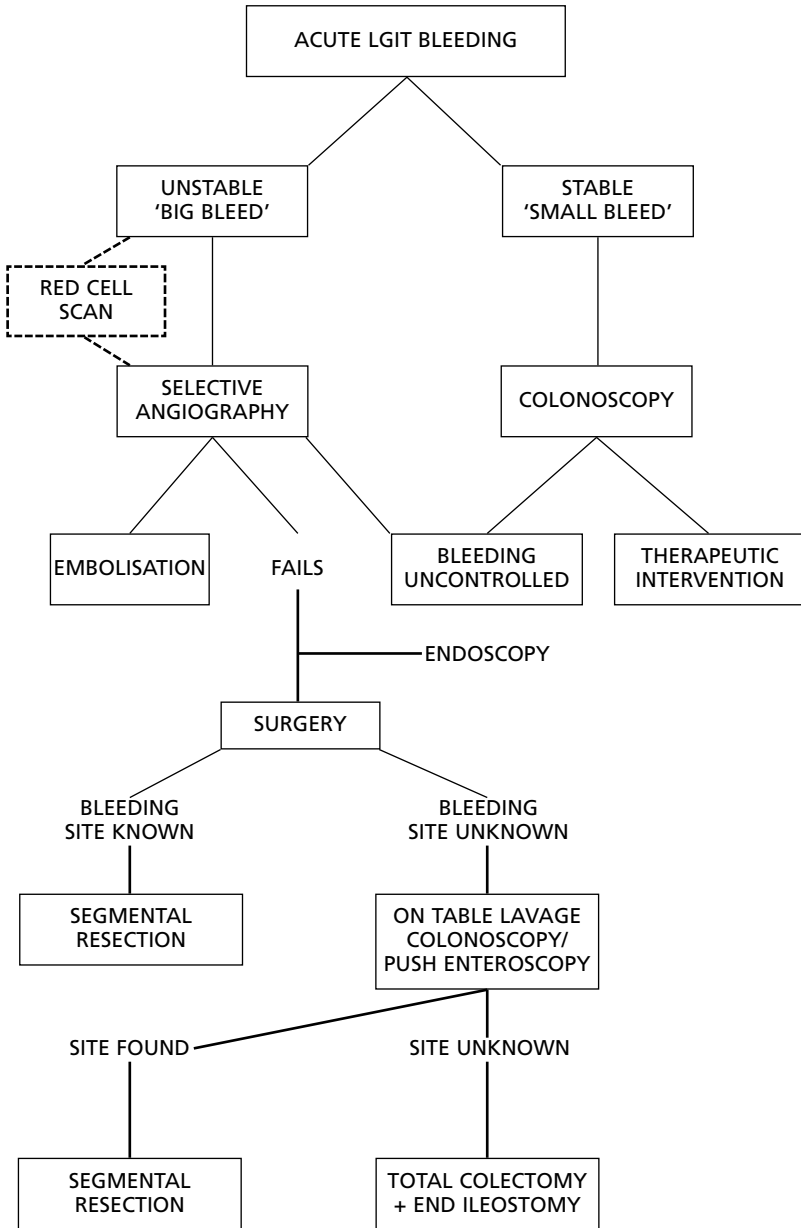 ACUTE LGIT BLEEDING
UNSTABLE
'BIG BLEED'
STABLE
'SMALL BLEED'
RED CELL
SCAN
SELECTIVE
ANGIOGRAPHY
COLONOSCOPY
EMBOLISATION
FAILS
BLEEDING
UNCONTROLLED
THERAPEUTIC
INTERVENTION
ENDOSCOPY
SURGERY
BLEEDING
SITE KNOWN
BLEEDING
SITE UNKNOWN
SEGMENTAL
RESECTION
ON TABLE LAVAGE
COLONOSCOPY/
PUSH ENTEROSCOPY
SITE FOUND
SITE UNKNOWN
SEGMENTAL
RESECTION
TOTAL COLECTOMY
+ END ILEOSTOMY